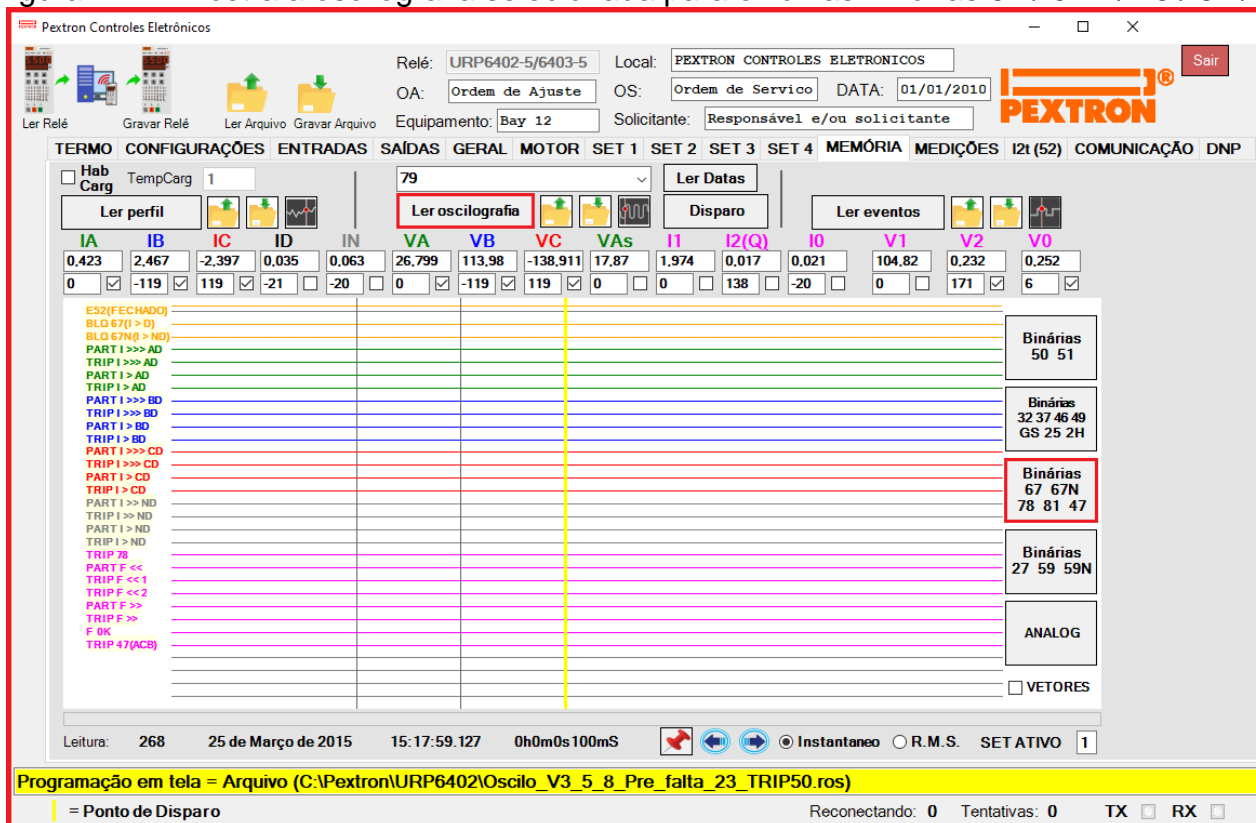 Pextron Controles Eletrônicos
Relé: URP6402-5/6403-5 Local: PEXTRON CONTROLES ELETRONICOS Sair
OA: Ordem de Ajuste OS: Ordem de Servico DATA: 01/01/2010
Equipamento: Bay 12 Solicitante: Responsável e/ou solicitante PEXTRON®
Ler Relé Gravar Relé Ler Arquivo Gravar Arquivo
TERMO CONFIGURAÇÕES ENTRADAS SAÍDAS GERAL MOTOR SET 1 SET 2 SET 3 SET 4 MEMÓRIA MEDIÇÕES I2t (52) COMUNICAÇÃO DNP
Hab Carg TempCarg 1 79 Ler Datas
Ler perfil Ler oscilografia Disparo Ler eventos
IA IB IC ID IN VA VB VC VAs I1 I2(Q) I0 V1 V2 V0
0,423 2,467 -2,397 0,035 0,063 26,799 113,98 -138,911 17,87 1,974 0,017 0,021 104,82 0,232 0,252
0 -119 119 -21 -20 0 -119 119 0 0 138 -20 0 171 6
E52(FECHADO)
BLQ 67(I > D)
BLQ 67N(I > ND)
PART I >>> AD
TRIP I >>> AD
PART I > AD
TRIP I > AD
PART I >>> BD
TRIP I >>> BD
PART I > BD
TRIP I > BD
PART I >>> CD
TRIP I >>> CD
PART I > CD
TRIP I > CD
PART I >> ND
TRIP I >> ND
PART I > ND
TRIP I > ND
TRIP 78
PART F <<
TRIP F << 1
TRIP F << 2
PART F >>
TRIP F >>
F 0K
TRIP 47(ACB)
Binárias
50 51
Binárias
32 37 46 49
GS 25 2H
Binárias
67 67N
78 81 47
Binárias
27 59 59N
ANALOG
VETORES
Leitura: 268 25 de Março de 2015 15:17:59.127 0h0m0s100mS Instantaneo R.M.S. SET ATIVO 1
Programação em tela = Arquivo (C:\Pextron\URP6402\Oscilo_V3_5_8_Pre_falta_23_TRIP50.ros)
= Ponto de Disparo Reconectando: 0 Tentativas: 0 TX RX